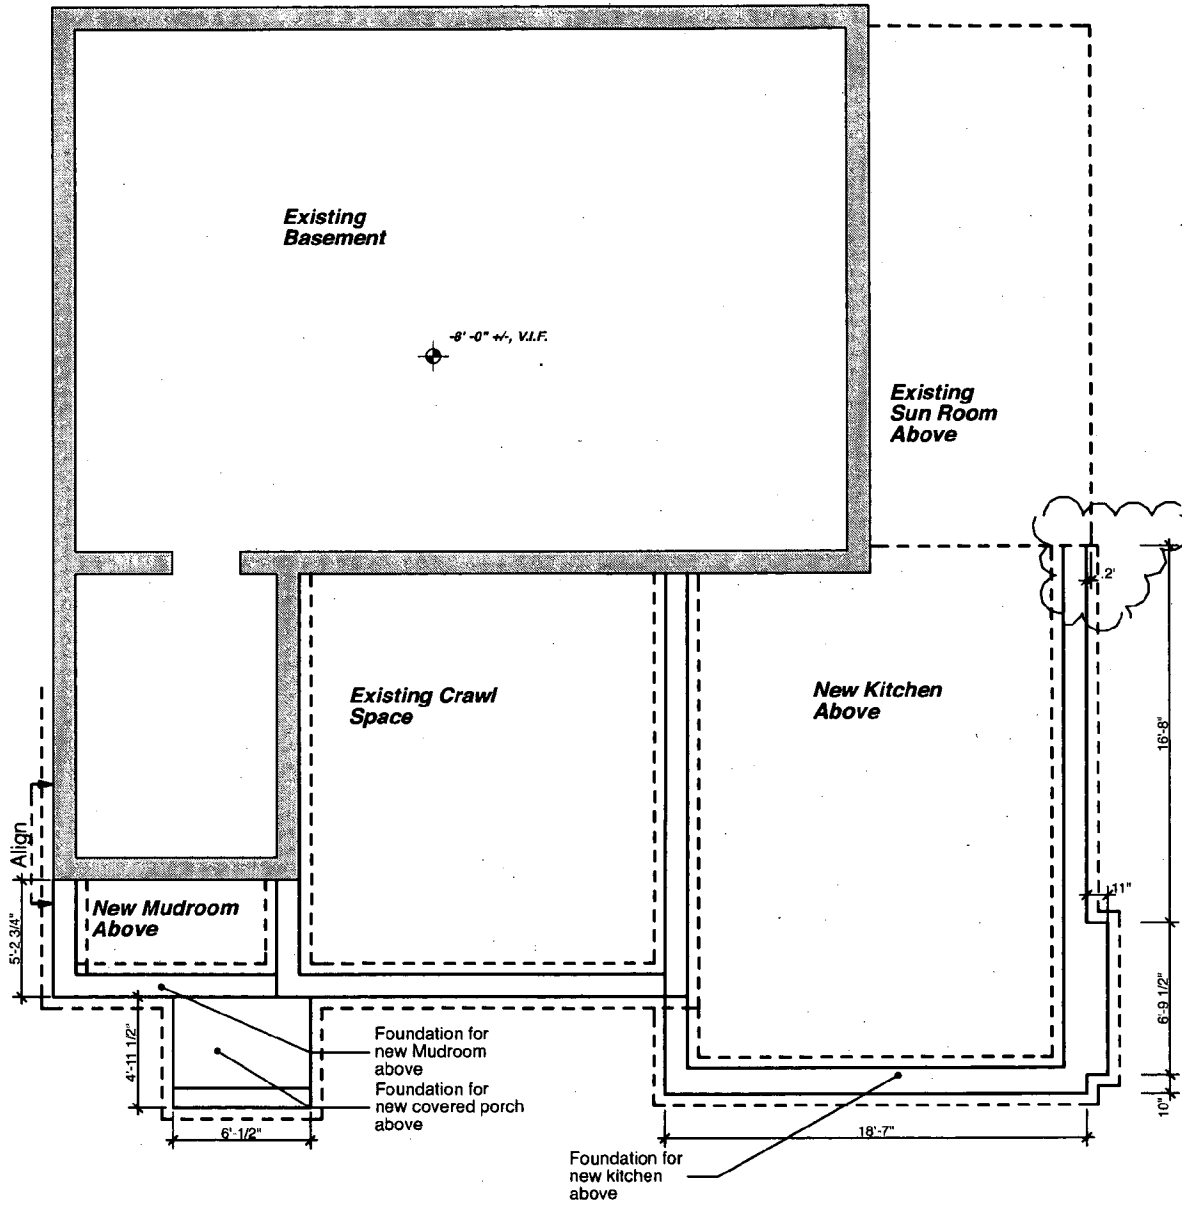 Existing
Basement
-8' -0" +/-, V.I.F.
Existing
Sun Room
Above
.2'
Existing Crawl
Space
New Kitchen
Above
16'-8"
Align
11"
New Mudroom
Above
5'-2 3/4"
6'-9 1/2"
4'-11 1/2"
Foundation for
new Mudroom
above
Foundation for
new covered porch
above
10"
6'-1/2"
18'-7"
Foundation for
new kitchen
above